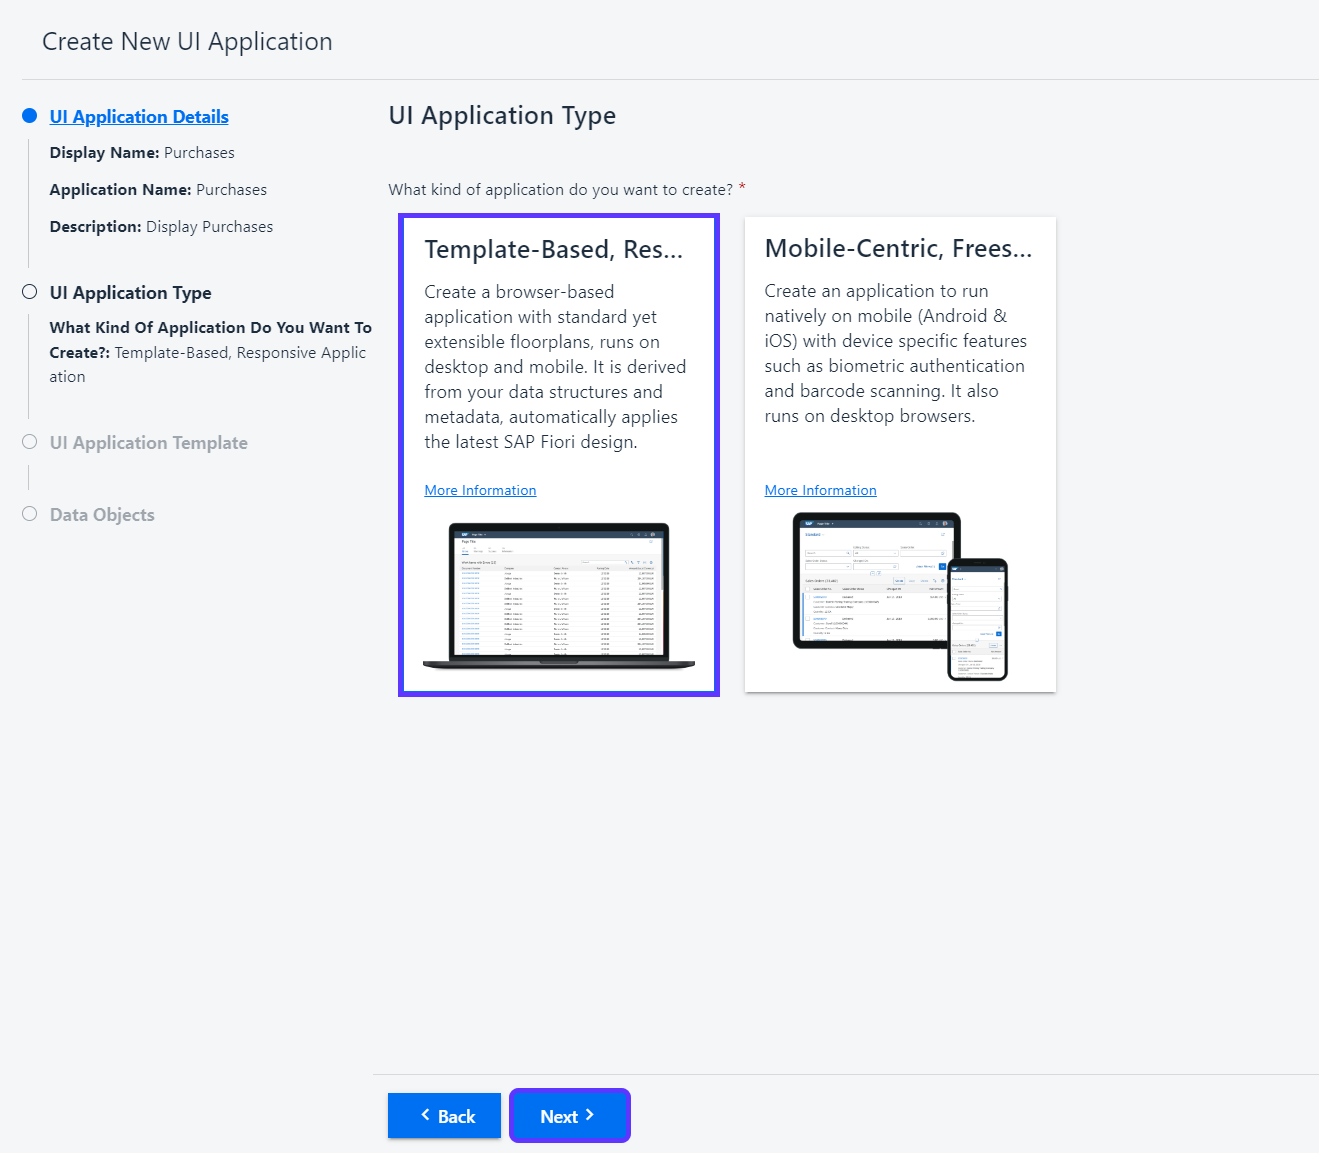 Create New UI Application
UI Application Details
Display Name: Purchases
Application Name: Purchases
Description: Display Purchases
UI Application Type
What Kind Of Application Do You Want To
Create?: Template-Based, Responsive Applic
ation
UI Application Template
Data Objects
UI Application Type
What kind of application do you want to create? *
Template-Based, Res...
Create a browser-based
application with standard yet
extensible floorplans, runs on
desktop and mobile. It is derived
from your data structures and
metadata, automatically applies
the latest SAP Fiori design.
More Information
Page Title
Mobile-Centric, Frees...
Create an application to run
natively on mobile (Android &
iOS) with device specific features
such as biometric authentication
and barcode scanning. It also
runs on desktop browsers.
More Information
Standard
Back
Next